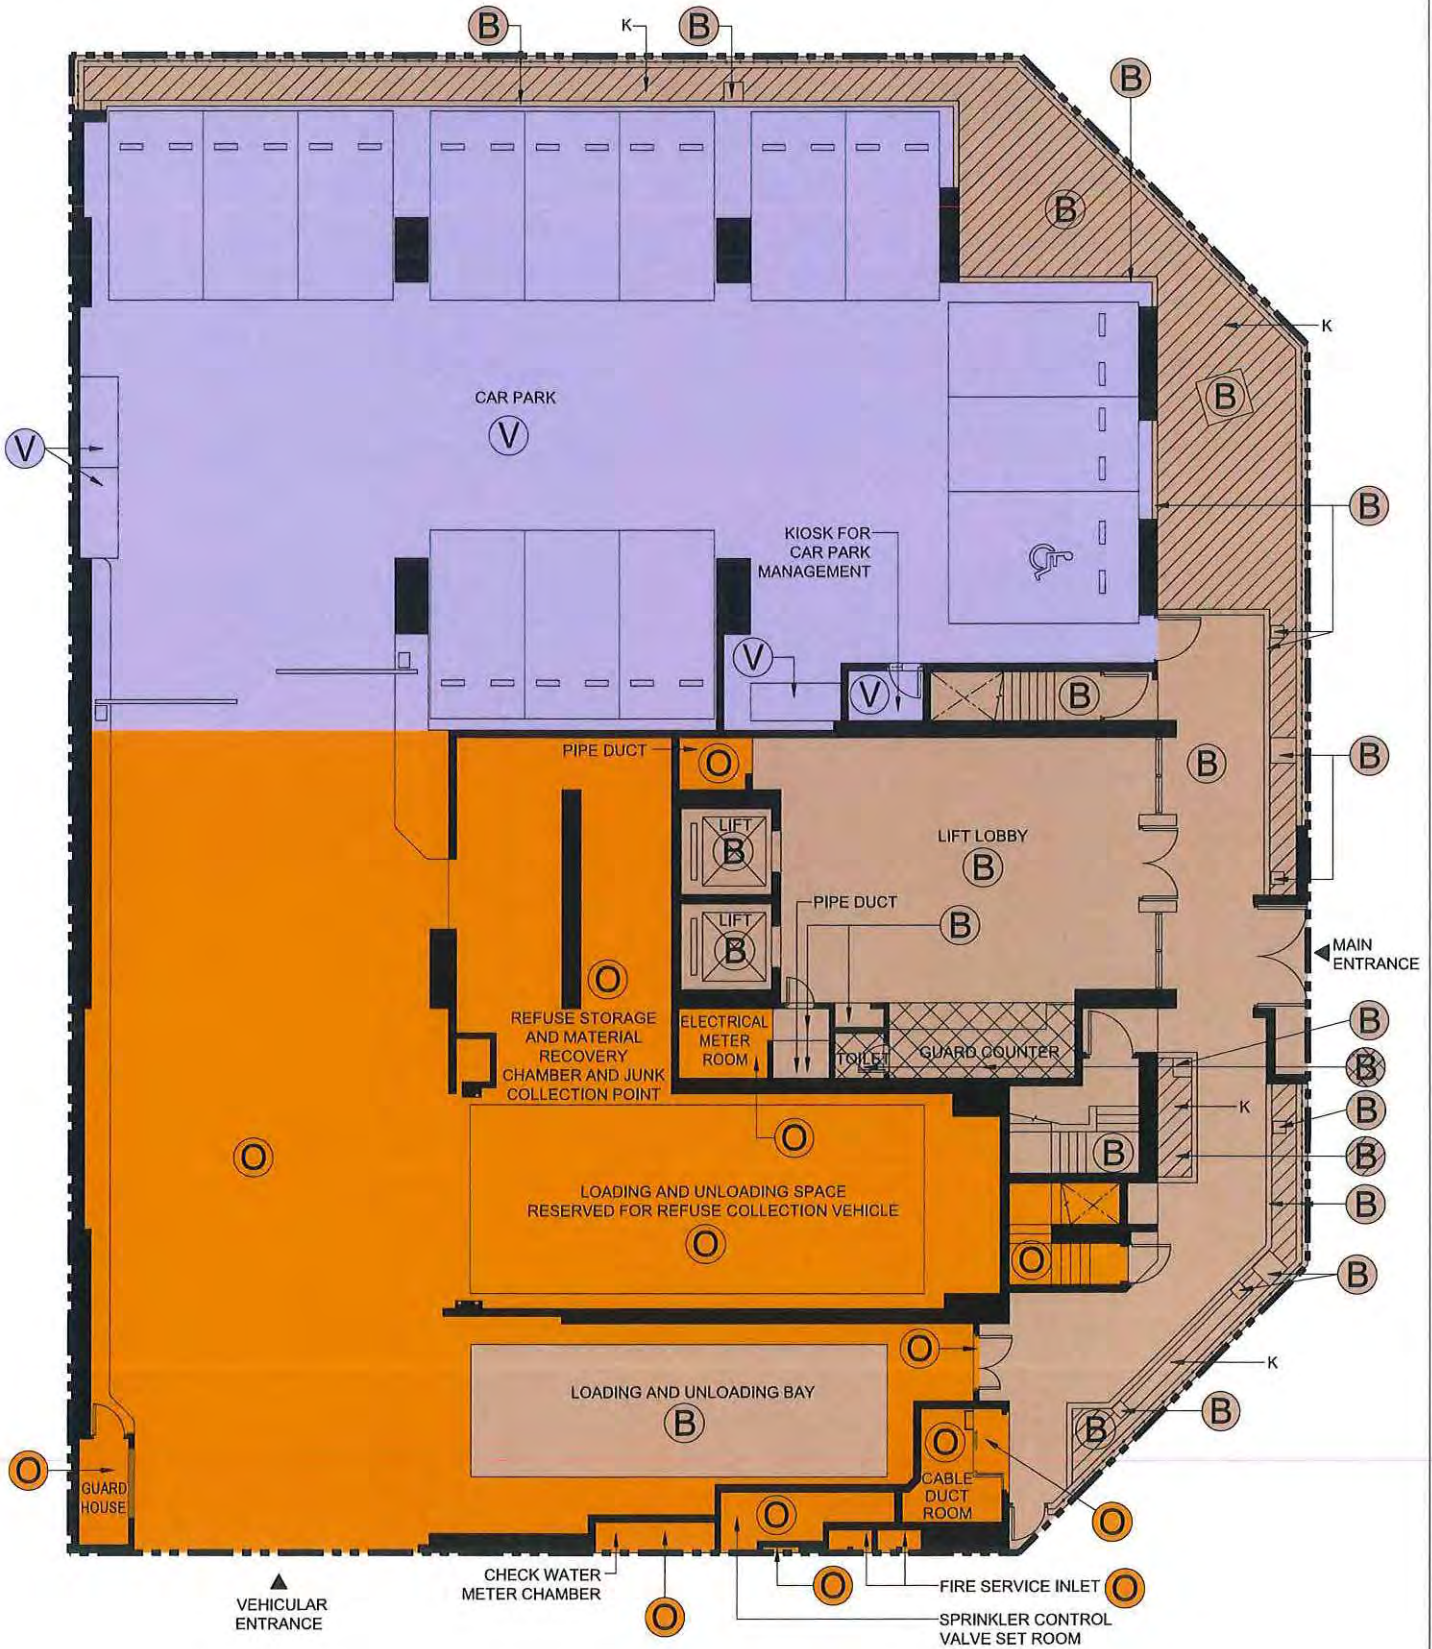 B
K
B
B
B
K
CAR PARK
V
B
V
B
KIOSK FOR
CAR PARK
MANAGEMENT
V
V
B
PIPE DUCT
O
B
B
LIFT
B
LIFT LOBBY
B
PIPE DUCT
LIFT
B
B
MAIN
ENTRANCE
O
REFUSE STORAGE
AND MATERIAL
RECOVERY
CHAMBER AND JUNK
COLLECTION POINT
ELECTRICAL
METER
ROOM
TOILET
GUARD COUNTER
B
B
K
B
O
O
B
B
LOADING AND UNLOADING SPACE
RESERVED FOR REFUSE COLLECTION VEHICLE
O
B
O
B
O
K
LOADING AND UNLOADING BAY
B
B
B
O
GUARD
HOUSE
O
CABLE
DUCT
ROOM
O
O
CHECK WATER
METER CHAMBER
O
O
FIRE SERVICE INLET
O
VEHICULAR
ENTRANCE
SPRINKLER CONTROL
VALVE SET ROOM